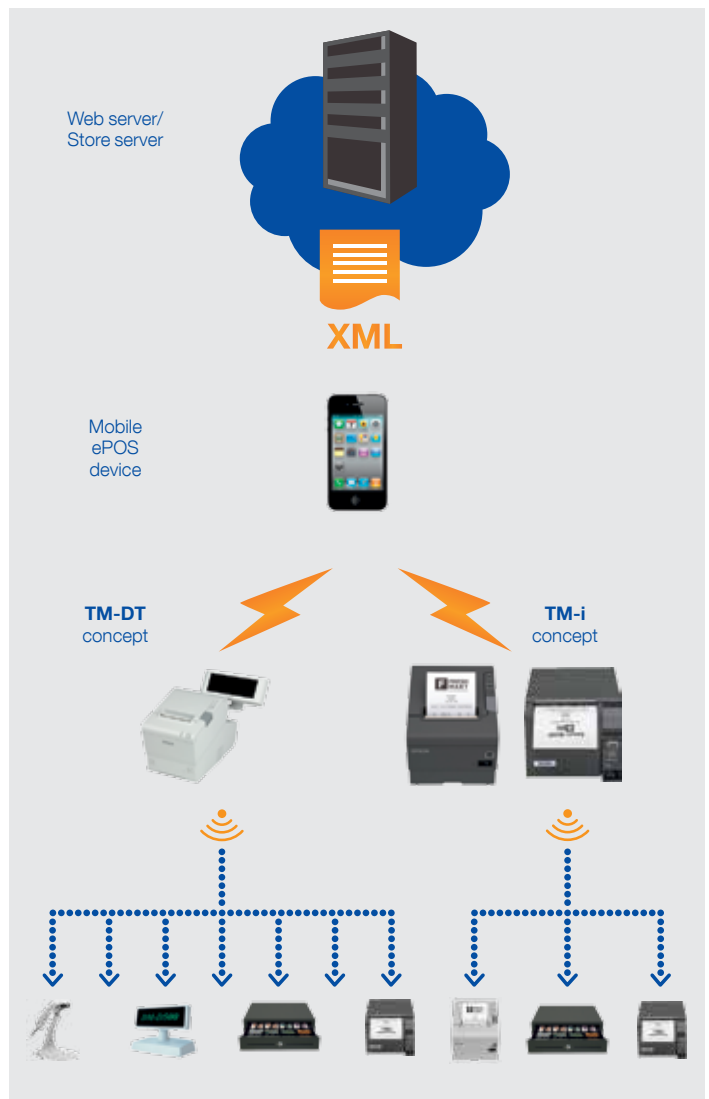 Web server/
Store server
XML
Mobile
ePOS
device
TM-DT
concept
TM-i
concept